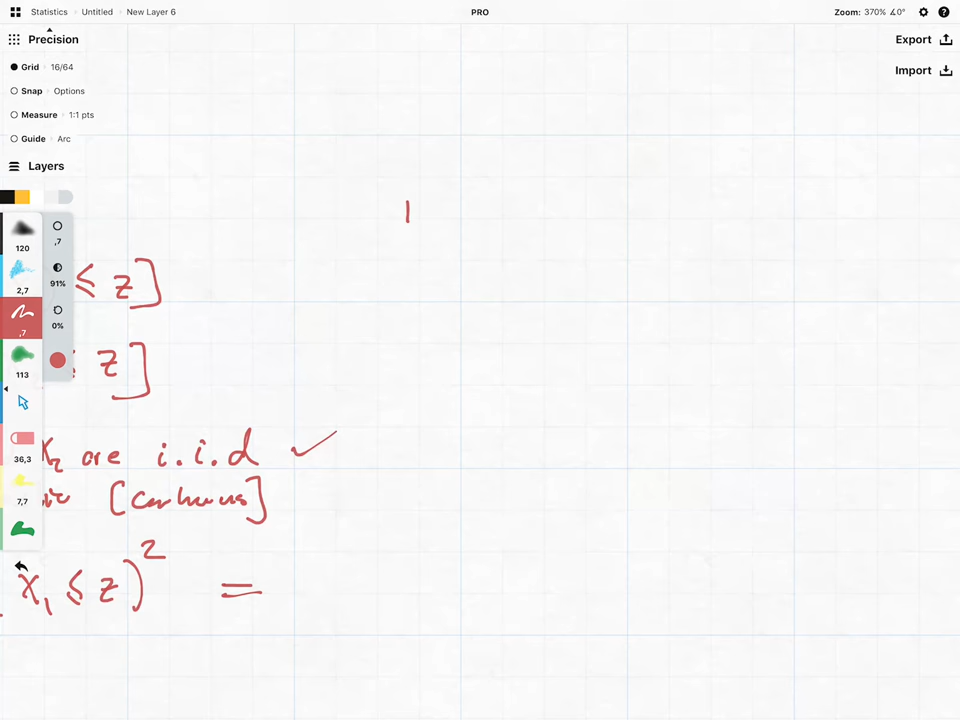 Statistics › Untitled › New Layer 6
PRO
Zoom: 370% ∡0°
Precision
Export
Import
Grid › 16/64
Snap › Options
Measure › 1:1 pts
Guide › Arc
Layers
120
2,7
,7
113
36,3
7,7
,7
91%
0%
1
≤ z]
≤ z]
X₂ are i.i.d ✓
[continuous]
X₁ ≤ z)² =